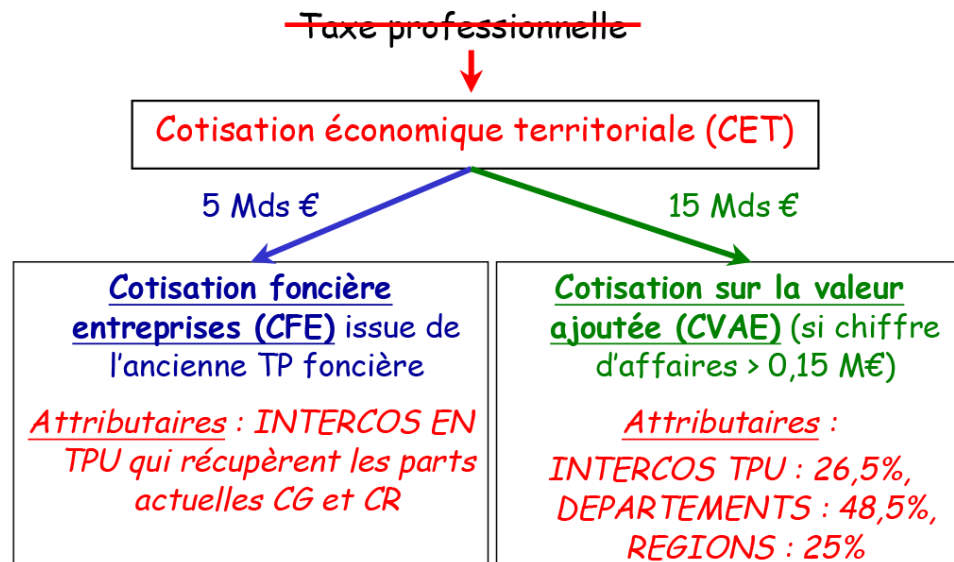 Taxe professionnelle
Cotisation économique territoriale (CET)
5 Mds €
15 Mds €
Cotisation foncière
entreprises (CFE) issue de
l'ancienne TP foncière
Attributaires : INTERCOS EN
TPU qui récupèrent les parts
actuelles CG et CR
Cotisation sur la valeur
ajoutée (CVAE) (si chiffre
d'affaires > 0,15 M€)
Attributaires :
INTERCOS TPU : 26,5%,
DEPARTEMENTS : 48,5%,
REGIONS : 25%